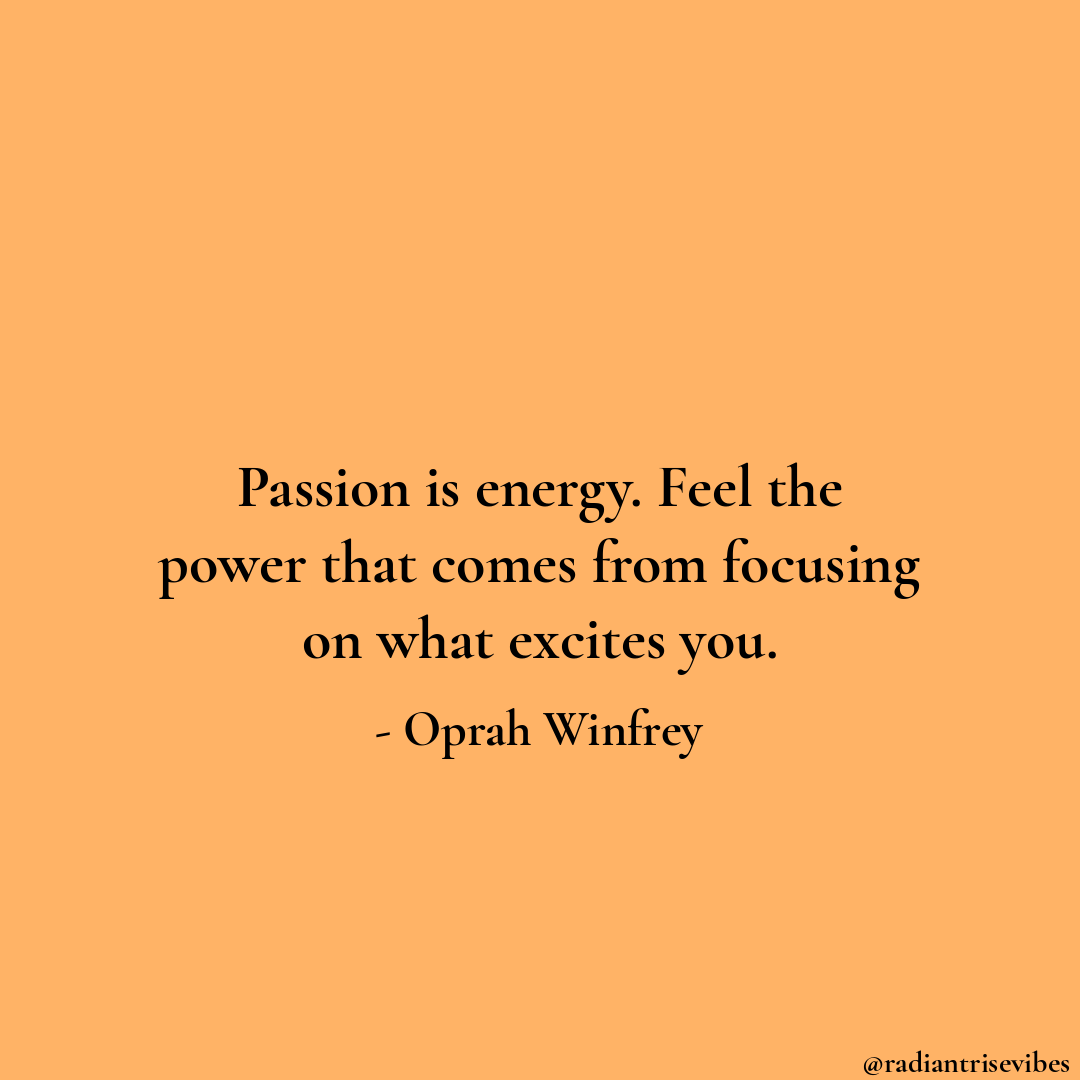 Passion is energy. Feel the
power that comes from focusing
on what excites you.
- Oprah Winfrey
@radiantrisevibes